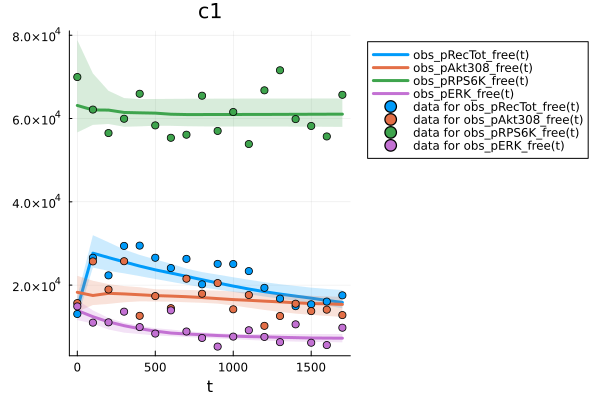 c1
8.0×10⁴
6.0×10⁴
4.0×10⁴
2.0×10⁴
0
500
1000
1500
t
obs_pRecTot_free(t)
obs_pAkt308_free(t)
obs_pRPS6K_free(t)
obs_pERK_free(t)
data for obs_pRecTot_free(t)
data for obs_pAkt308_free(t)
data for obs_pRPS6K_free(t)
data for obs_pERK_free(t)